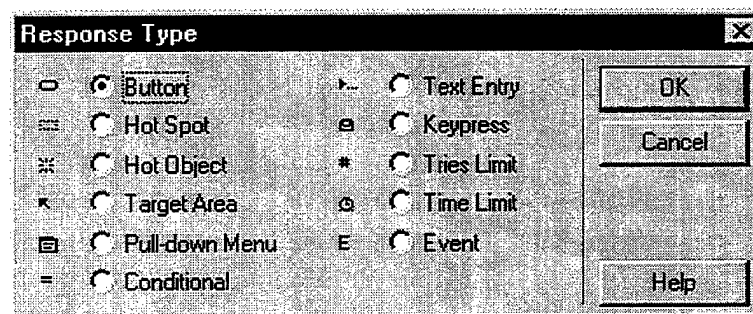 Response Type
Button
Hot Spot
Hot Object
Target Area
Pull-down Menu
= Conditional
Text Entry
Keypress
# Tries Limit
Time Limit
E Event
OK
Cancel
Help